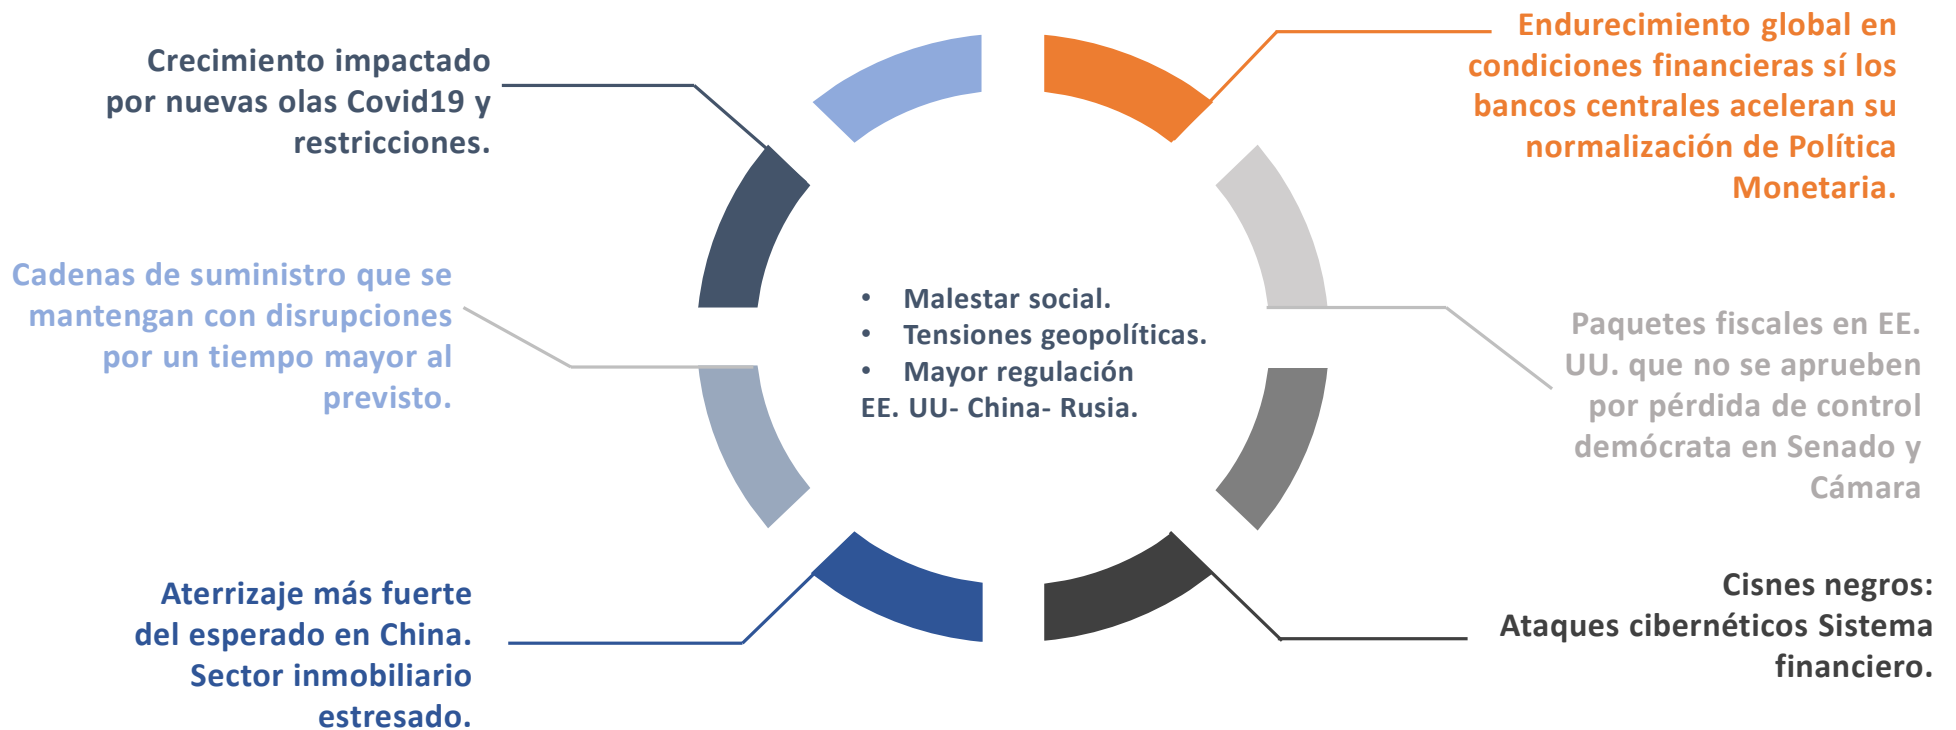 Crecimiento impactado
por nuevas olas Covid19 y
restricciones.
Cadenas de suministro que se
mantengan con disrupciones
por un tiempo mayor al
previsto.
Aterrizaje más fuerte
del esperado en China.
Sector inmobiliario
estresado.
• Malestar social.
• Tensiones geopolíticas.
• Mayor regulación
EE. UU- China- Rusia.
Endurecimiento global en
condiciones financieras sí los
bancos centrales aceleran su
normalización de Política
Monetaria.
Paquetes fiscales en EE.
UU. que no se aprueben
por pérdida de control
demócrata en Senado y
Cámara
Cisnes negros:
Ataques cibernéticos Sistema
financiero.